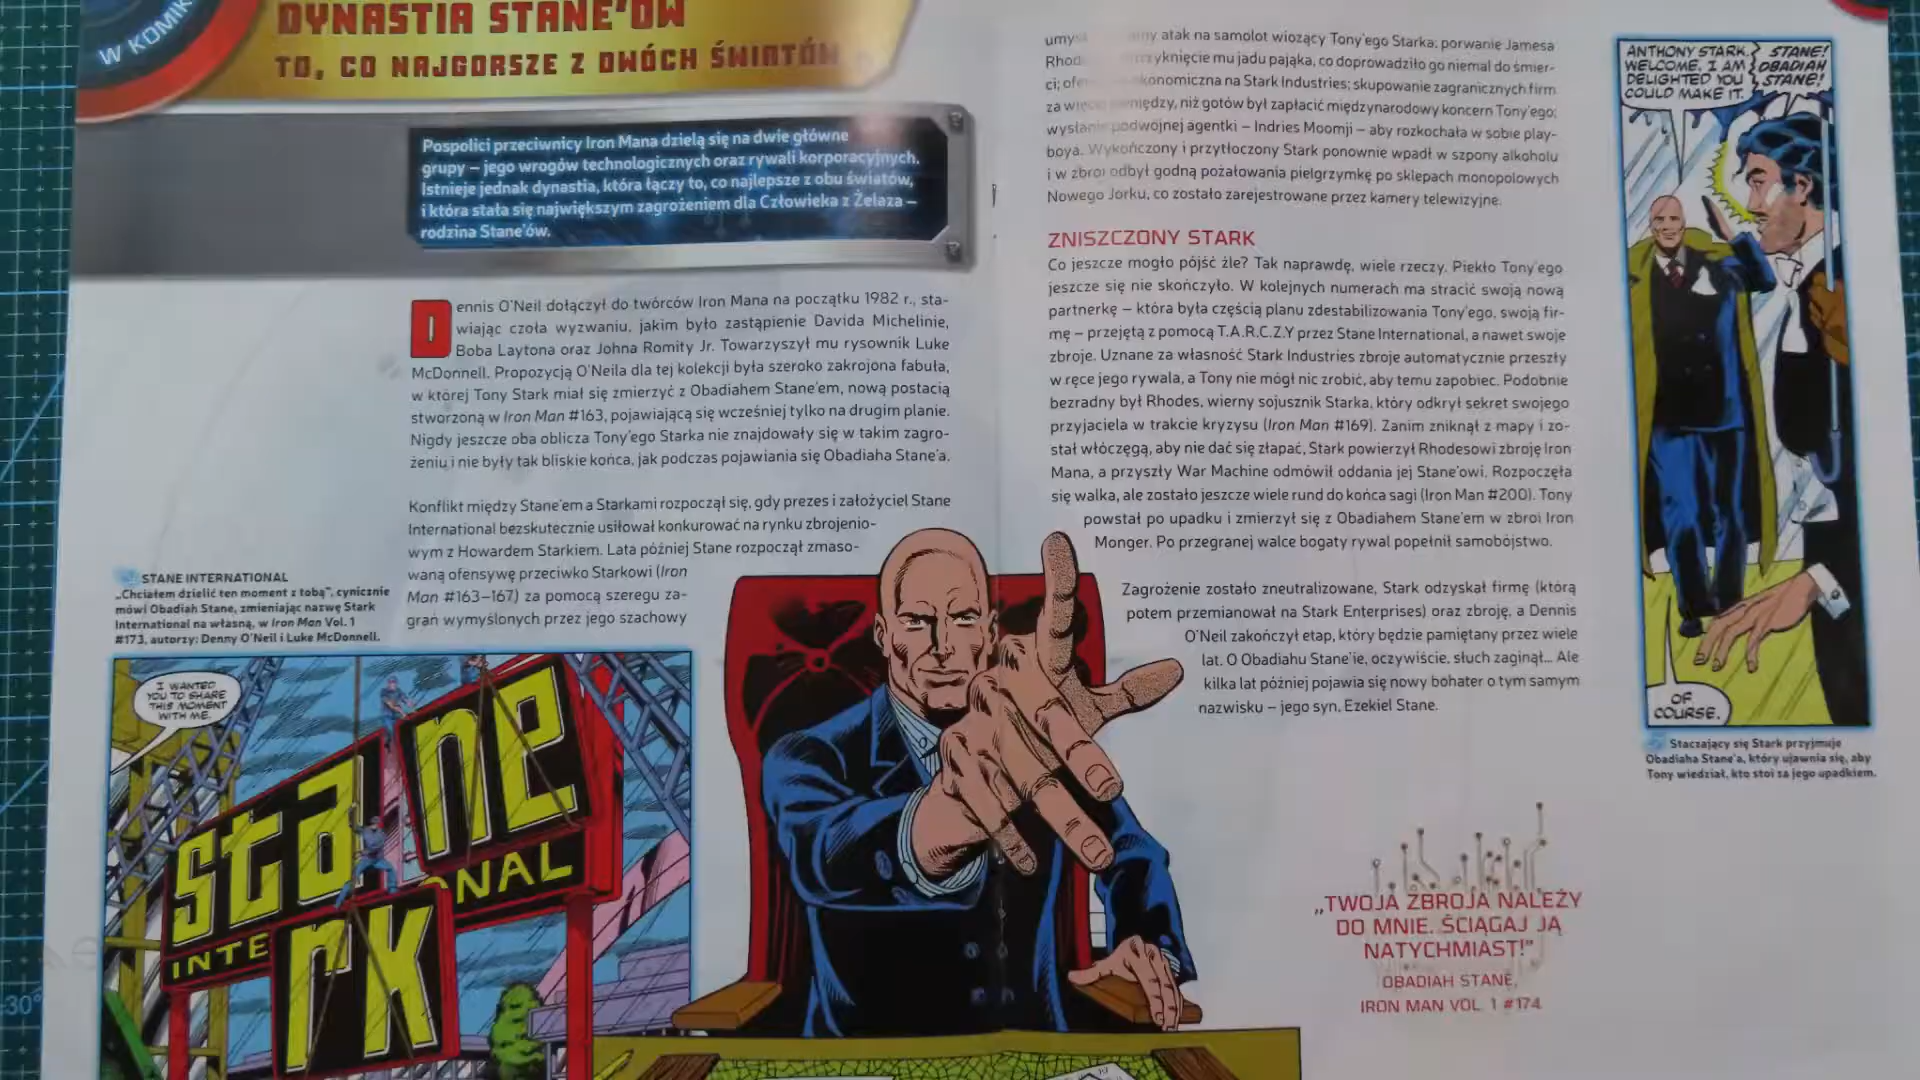 W KOMIK
DYNASTIA STANE'ÓW
TO, CO NAJGORSZE Z DWÓCH ŚWIATÓW
Pospolici przeciwnicy Iron Mana dzielą się na dwie główne
grupy – jego wrogów technologicznych oraz rywali korporacyjnych.
Istnieje jednak dynastia, która łączy to, co najlepsze z obu światów,
i która stała się największym zagrożeniem dla Człowieka z Żelaza –
rodzina Stane'ów.
Dennis O'Neil dołączył do twórców Iron Mana na początku 1982 r., sta-
wiając czoła wyzwaniu, jakim było zastąpienie Davida Michelinie,
Boba Laytona oraz Johna Romity Jr. Towarzyszył mu rysownik Luke
McDonnell. Propozycją O'Neila dla tej kolekcji była szeroko zakrojona fabuła,
w której Tony Stark miał się zmierzyć z Obadiahem Stane'em, nową postacią
stworzoną w Iron Man #163, pojawiającą się wcześniej tylko na drugim planie.
Nigdy jeszcze oba oblicza Tony'ego Starka nie znajdowały się w takim zagro-
żeniu i nie były tak bliskie końca, jak podczas pojawiania się Obadiaha Stane'a.
Konflikt między Stane'em a Starkami rozpoczął się, gdy prezes i założyciel Stane
International bezskutecznie usiłował konkurować na rynku zbrojenio-
wym z Howardem Starkiem. Lata później Stane rozpoczął zmaso-
waną ofensywę przeciwko Starkowi (Iron
Man #163–167) za pomocą szeregu za-
grań wymyślonych przez jego szachowy
STANE INTERNATIONAL
„Chciałem dzielić ten moment z tobą", cynicznie
mówi Obadiah Stane, zmieniając nazwę Stark
International na własną, w Iron Man Vol. 1
#173, autorzy: Denny O'Neil i Luke McDonnell.
I WANTED
YOU TO SHARE
THIS MOMENT
WITH ME.
stane
INTE ONAL
rk
atak na samolot wiozący Tony'ego Starka; porwanie Jamesa
mu jadu pająka, co doprowadziło go niemal do śmier-
ci; na Stark Industries; skupowanie zagranicznych firm
za niż gotów był zapłacić międzynarodowy koncern Tony'ego;
wysłanie podwójnej agentki – Indries Moomji – aby rozkochała w sobie play-
boya. Wykończony i przytłoczony Stark ponownie wpadł w szpony alkoholu
i w zbroi odbył godną pożałowania pielgrzymkę po sklepach monopolowych
Nowego Jorku, co zostało zarejestrowane przez kamery telewizyjne.
ZNISZCZONY STARK
Co jeszcze mogło pójść źle? Tak naprawdę, wiele rzeczy. Piekło Tony'ego
jeszcze się nie skończyło. W kolejnych numerach ma stracić swoją nową
partnerkę – która była częścią planu zdestabilizowania Tony'ego, swoją fir-
mę – przejętą z pomocą T.A.R.C.Z.Y przez Stane International, a nawet swoje
zbroje. Uznane za własność Stark Industries zbroje automatycznie przeszły
w ręce jego rywala, a Tony nie mógł nic zrobić, aby temu zapobiec. Podobnie
bezradny był Rhodes, wierny sojusznik Starka, który odkrył sekret swojego
przyjaciela w trakcie kryzysu (Iron Man #169). Zanim zniknął z mapy i zo-
stał włóczęgą, aby nie dać się złapać, Stark powierzył Rhodesowi zbroję Iron
Mana, a przyszły War Machine odmówił oddania jej Stane'owi. Rozpoczęła
się walka, ale zostało jeszcze wiele rund do końca sagi (Iron Man #200). Tony
powstał po upadku i zmierzył się z Obadiahem Stane'em w zbroi Iron
Monger. Po przegranej walce bogaty rywal popełnił samobójstwo.
Zagrożenie zostało zneutralizowane, Stark odzyskał firmę (którą
potem przemianował na Stark Enterprises) oraz zbroję, a Dennis
O'Neil zakończył etap, który będzie pamiętany przez wiele
lat. O Obadiahu Stane'ie, oczywiście, słuch zaginął... Ale
kilka lat później pojawia się nowy bohater o tym samym
nazwisku – jego syn, Ezekiel Stane.
„TWOJA ZBROJA NALEŻY
DO MNIE. ŚCIĄGAJ JĄ
NATYCHMIAST!"
OBADIAH STANE,
IRON MAN VOL. 1 #174
ANTHONY STARK.
WELCOME. I AM
DELIGHTED YOU
COULD MAKE IT.
STANE!
OBADIAH
STANE!
OF
COURSE.
Staczający się Stark przyjmuje
Obadiaha Stane'a, który ujawnia się, aby
Tony wiedział, kto stoi za jego upadkiem.
30°